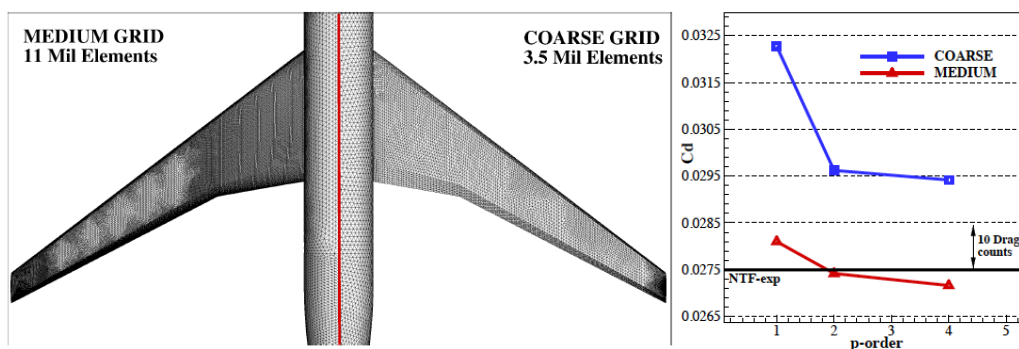 MEDIUM GRID
11 Mil Elements
COARSE GRID
3.5 Mil Elements
Cd
0.0325
0.0315
0.0305
0.0295
0.0285
0.0275
0.0265
COARSE
MEDIUM
10 Drag
counts
NTF-exp
1 2 3 4 5
p-order